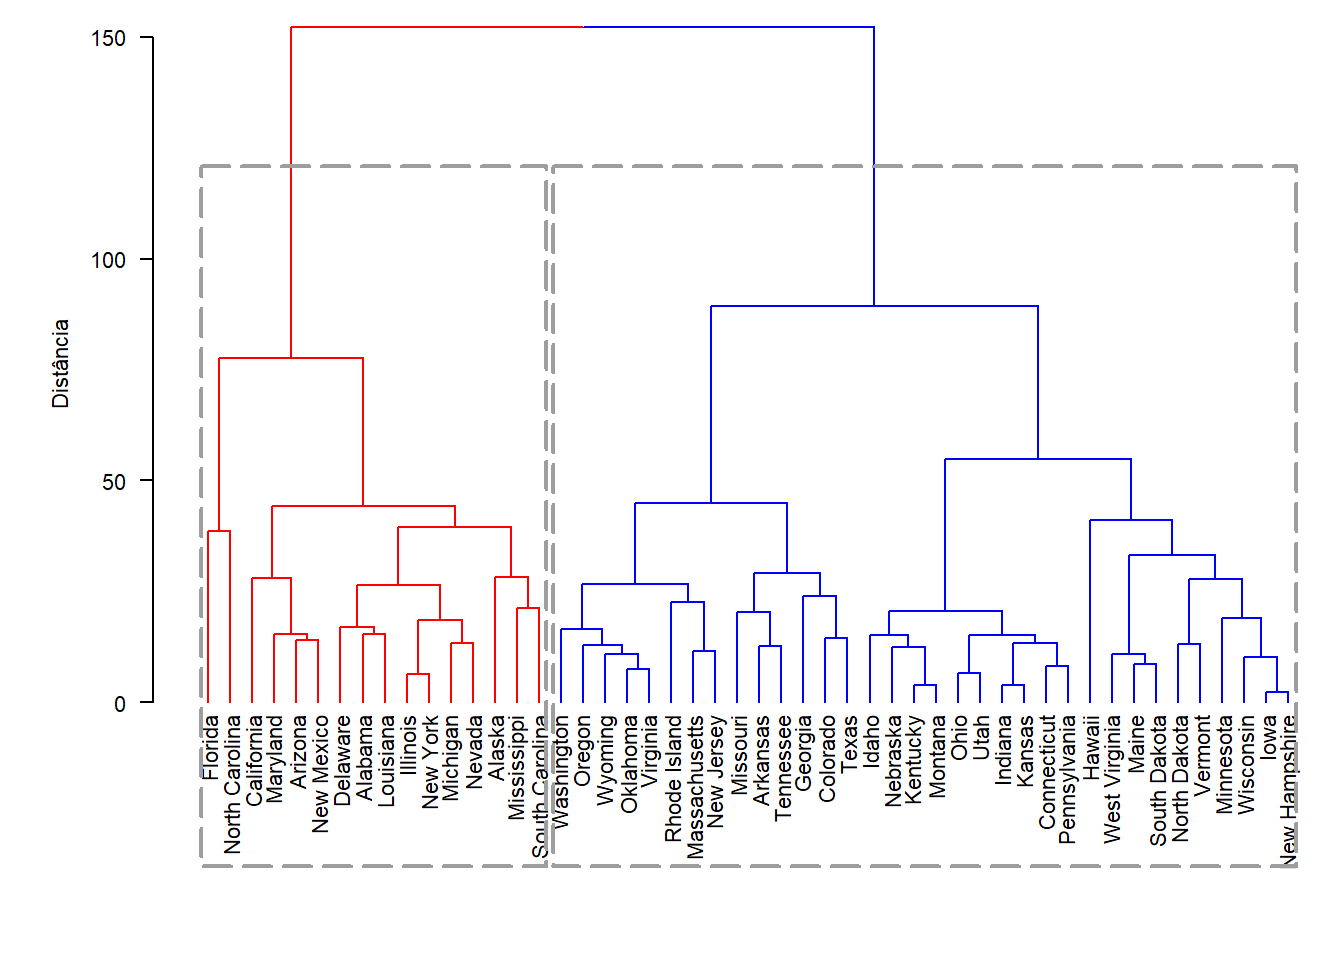 150
100
50
0
Distância
Florida
North Carolina
California
Maryland
Arizona
New Mexico
Delaware
Alabama
Louisiana
Illinois
New York
Michigan
Nevada
Alaska
Mississippi
South Carolina
Washington
Oregon
Wyoming
Oklahoma
Virginia
Rhode Island
Massachusetts
New Jersey
Missouri
Arkansas
Tennessee
Georgia
Colorado
Texas
Idaho
Nebraska
Kentucky
Montana
Ohio
Utah
Indiana
Kansas
Connecticut
Pennsylvania
Hawaii
West Virginia
Maine
South Dakota
North Dakota
Vermont
Minnesota
Wisconsin
Iowa
New Hampshire